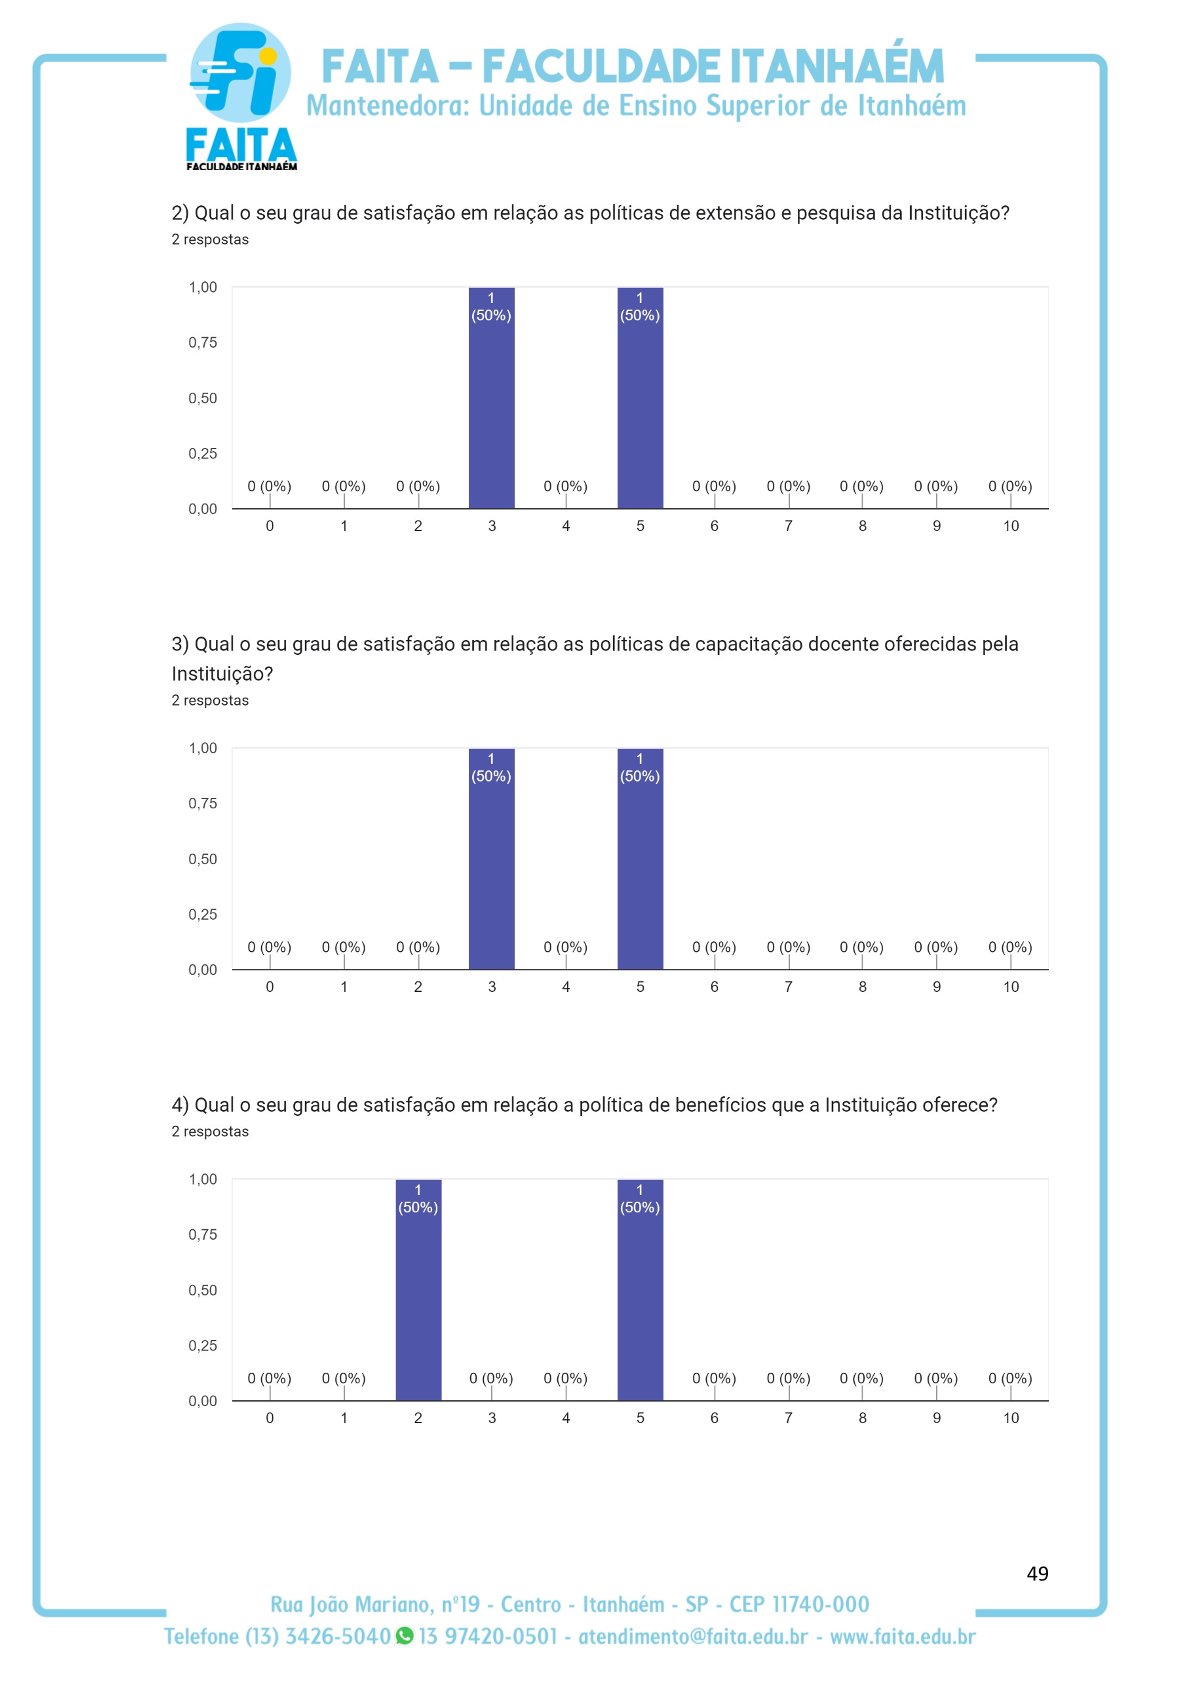 FAITA – FACULDADE ITANHAÉM
Mantenedora: Unidade de Ensino Superior de Itanhaém
Fi
FAITA
FACULDADE ITANHAÉM
2) Qual o seu grau de satisfação em relação as políticas de extensão e pesquisa da Instituição?
2 respostas
1,00
0,75
0,50
0,25
0,00
1
(50%)
1
(50%)
0 (0%) 0 (0%) 0 (0%) 0 (0%) 0 (0%) 0 (0%) 0 (0%) 0 (0%) 0 (0%)
0 1 2 3 4 5 6 7 8 9 10
3) Qual o seu grau de satisfação em relação as políticas de capacitação docente oferecidas pela
Instituição?
2 respostas
1,00
0,75
0,50
0,25
0,00
1
(50%)
1
(50%)
0 (0%) 0 (0%) 0 (0%) 0 (0%) 0 (0%) 0 (0%) 0 (0%) 0 (0%) 0 (0%)
0 1 2 3 4 5 6 7 8 9 10
4) Qual o seu grau de satisfação em relação a política de benefícios que a Instituição oferece?
2 respostas
1,00
0,75
0,50
0,25
0,00
1
(50%)
1
(50%)
0 (0%) 0 (0%) 0 (0%) 0 (0%) 0 (0%) 0 (0%) 0 (0%) 0 (0%) 0 (0%)
0 1 2 3 4 5 6 7 8 9 10
49
Rua João Mariano, nº19 - Centro - Itanhaém - SP - CEP 11740-000
Telefone (13) 3426-5040 13 97420-0501 - atendimento@faita.edu.br - www.faita.edu.br